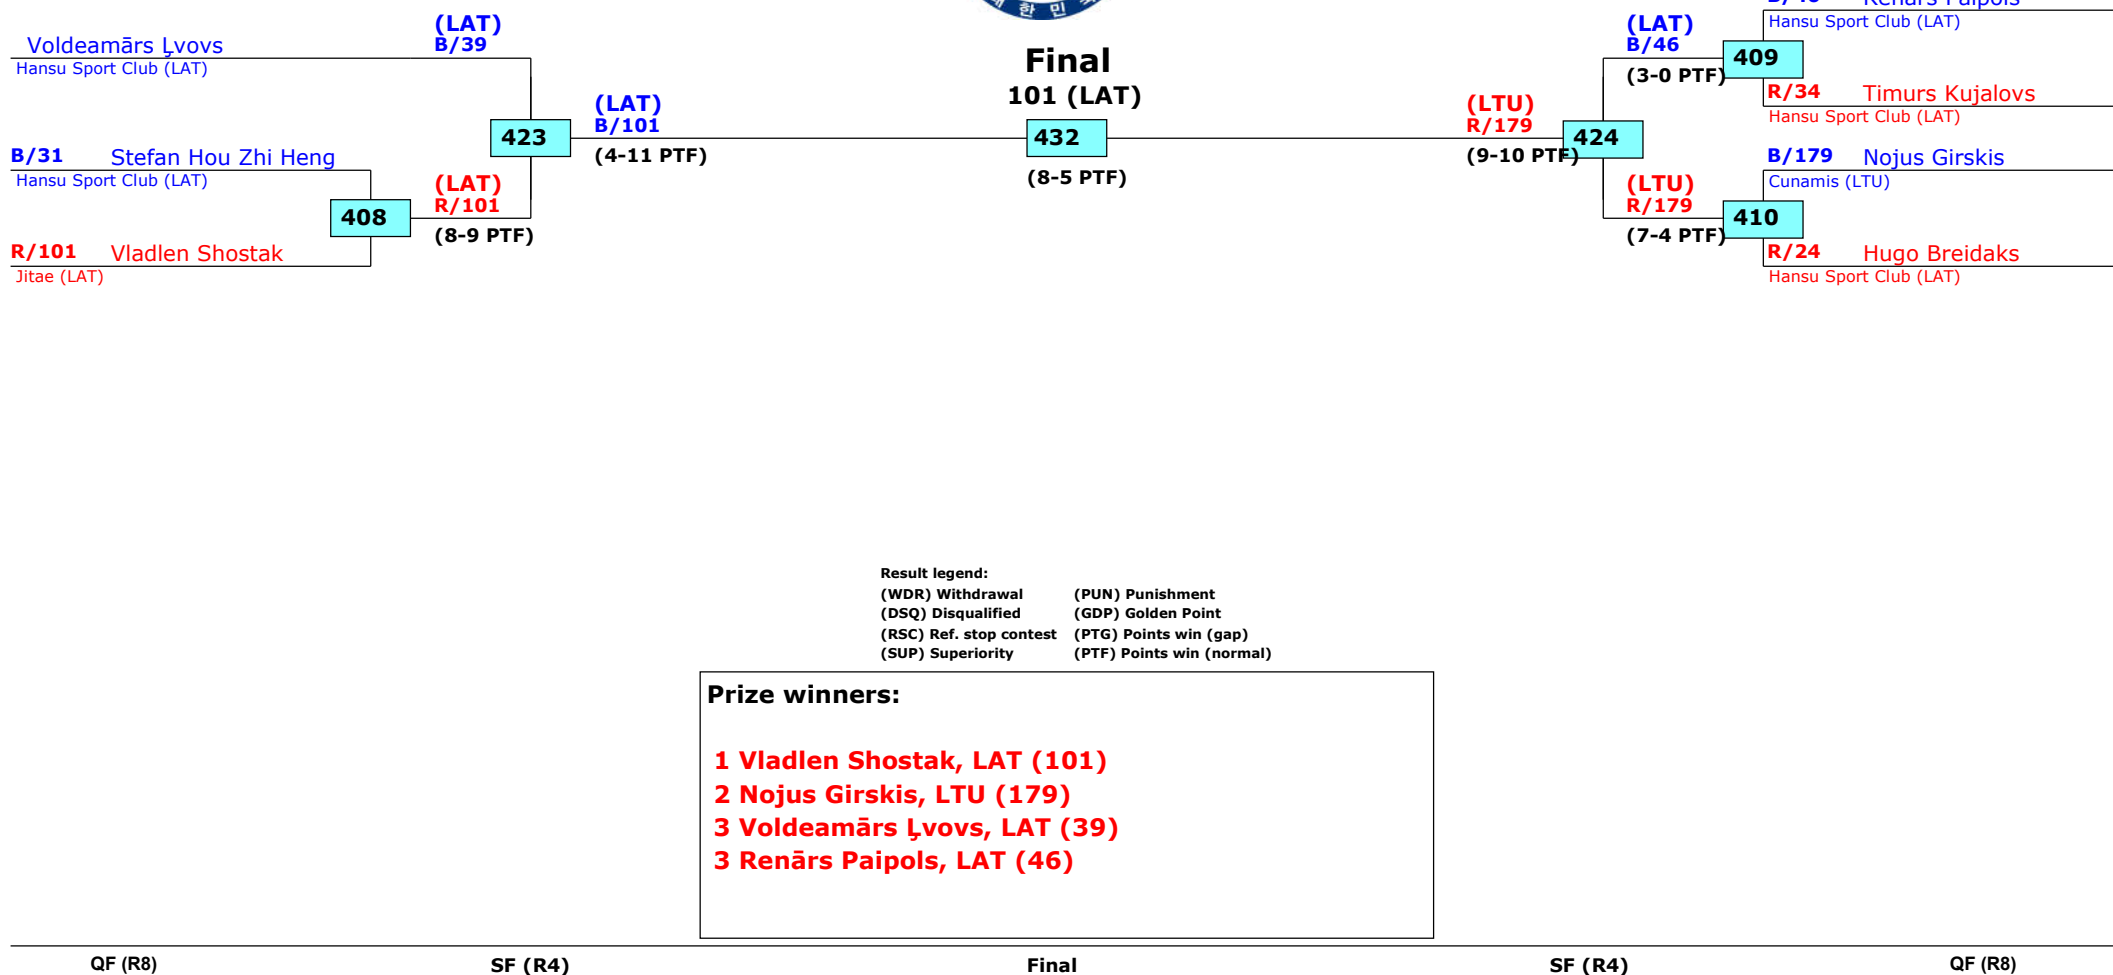 대한민국
B/46 Renārs Paipols
Hansu Sport Club (LAT)
(LAT)
B/39
Voldeamārs Ļvovs
Hansu Sport Club (LAT)
(LAT)
B/46
(3-0 PTF)
409
Final
101 (LAT)
R/34 Timurs Kujalovs
Hansu Sport Club (LAT)
(LAT)
B/101
(4-11 PTF)
423
432
(8-5 PTF)
(LTU)
R/179
(9-10 PTF)
424
B/31 Stefan Hou Zhi Heng
Hansu Sport Club (LAT)
B/179 Nojus Girskis
Cunamis (LTU)
(LAT)
R/101
(8-9 PTF)
408
(LTU)
R/179
(7-4 PTF)
410
R/101 Vladlen Shostak
Jitae (LAT)
R/24 Hugo Breidaks
Hansu Sport Club (LAT)
Result legend:
(WDR) Withdrawal (PUN) Punishment
(DSQ) Disqualified (GDP) Golden Point
(RSC) Ref. stop contest (PTG) Points win (gap)
(SUP) Superiority (PTF) Points win (normal)
Prize winners:
1 Vladlen Shostak, LAT (101)
2 Nojus Girskis, LTU (179)
3 Voldeamārs Ļvovs, LAT (39)
3 Renārs Paipols, LAT (46)
QF (R8) SF (R4) Final SF (R4) QF (R8)